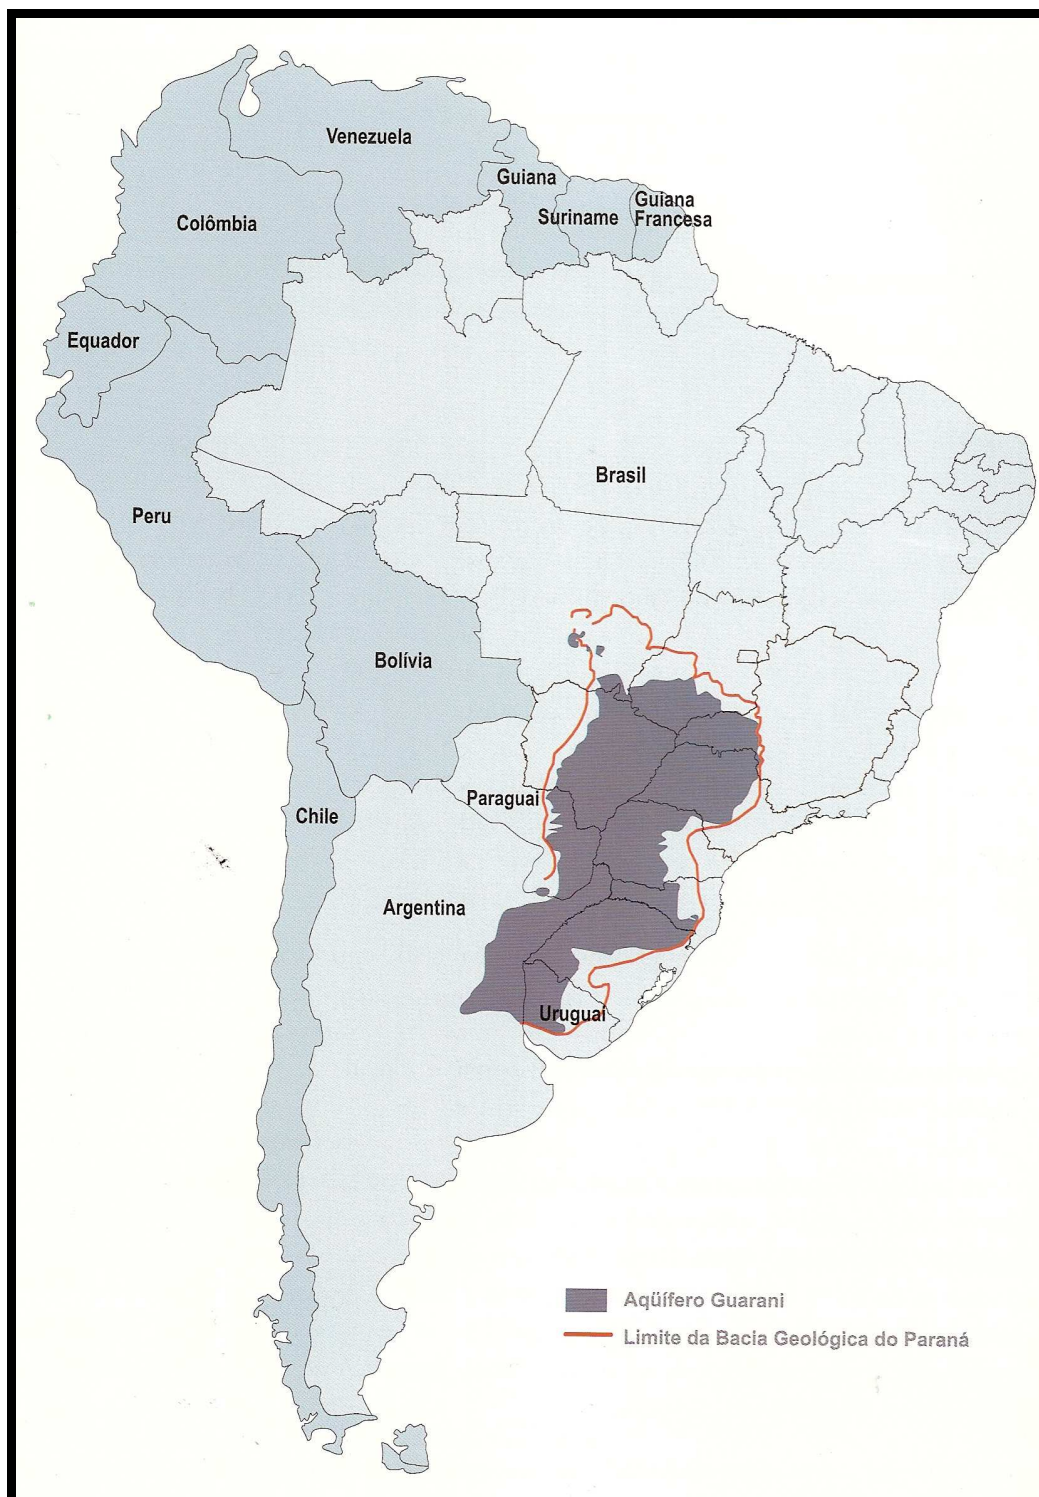 Venezuela
Guiana
Suriname
Guiana
Francesa
Colômbia
Equador
Brasil
Peru
Bolívia
Paraguai
Chile
Argentina
Uruguai
Aqüífero Guarani
Limite da Bacia Geológica do Paraná